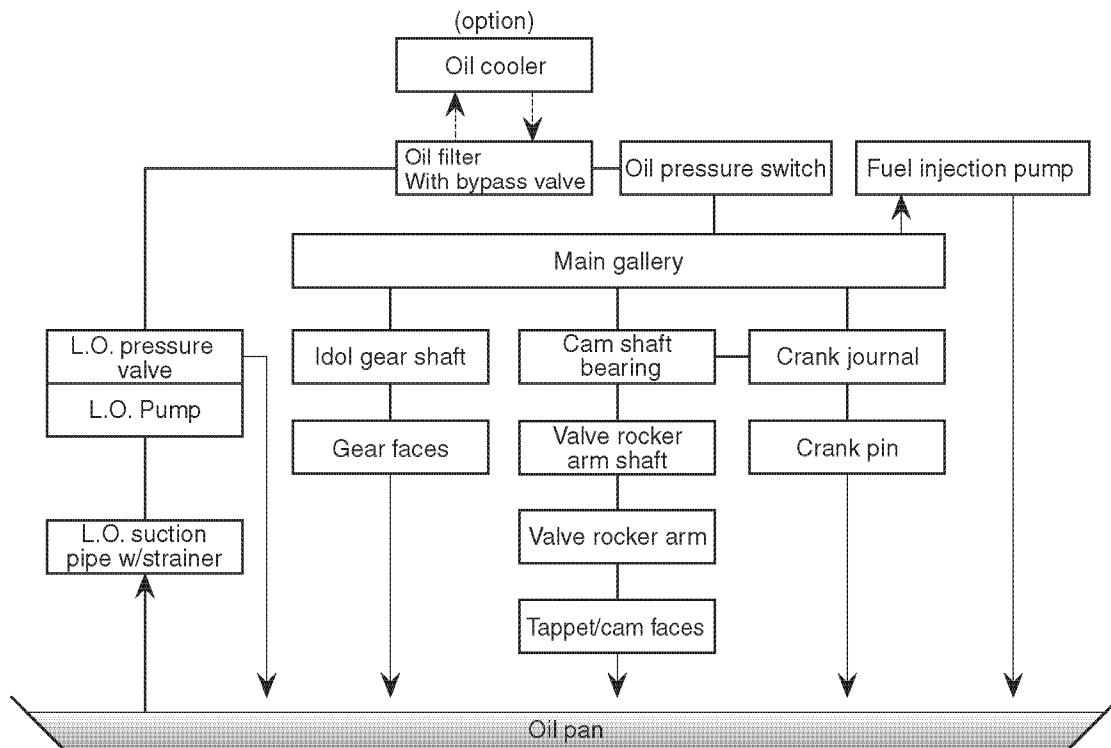 (option)
Oil cooler
Oil filter
With bypass valve
Oil pressure switch
Fuel injection pump
Main gallery
L.O. pressure
valve
L.O. Pump
Idol gear shaft
Cam shaft
bearing
Crank journal
Gear faces
Valve rocker
arm shaft
Crank pin
L.O. suction
pipe w/strainer
Valve rocker arm
Tappet/cam faces
Oil pan